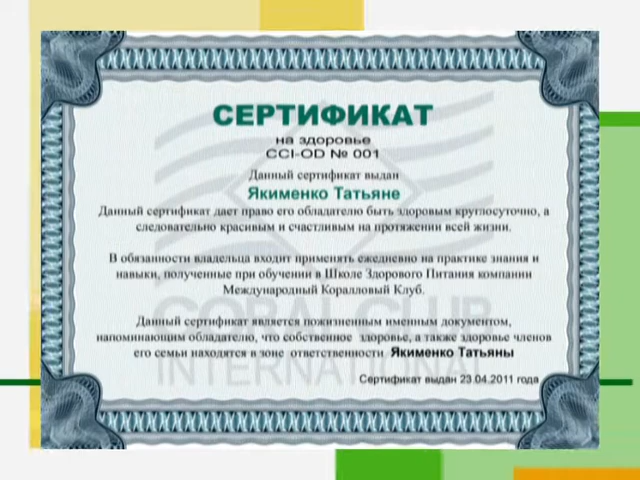 СЕРТИФИКАТ
на здоровье
CCI-OD № 001
Данный сертификат выдан
Якименко Татьяне
Данный сертификат дает право его обладателю быть здоровым круглосуточно, а
следовательно красивым и счастливым на протяжении всей жизни.
В обязанности владельца входит применять ежедневно на практике знания и
навыки, полученные при обучении в Школе Здорового Питания компании
Международный Коралловый Клуб.
CORAL CLUB
INTERNATIONAL
Данный сертификат является пожизненным именным документом,
напоминающим обладателю, что собственное здоровье, а также здоровье членов
его семьи находятся в зоне ответственности Якименко Татьяны
Сертификат выдан 23.04.2011 года